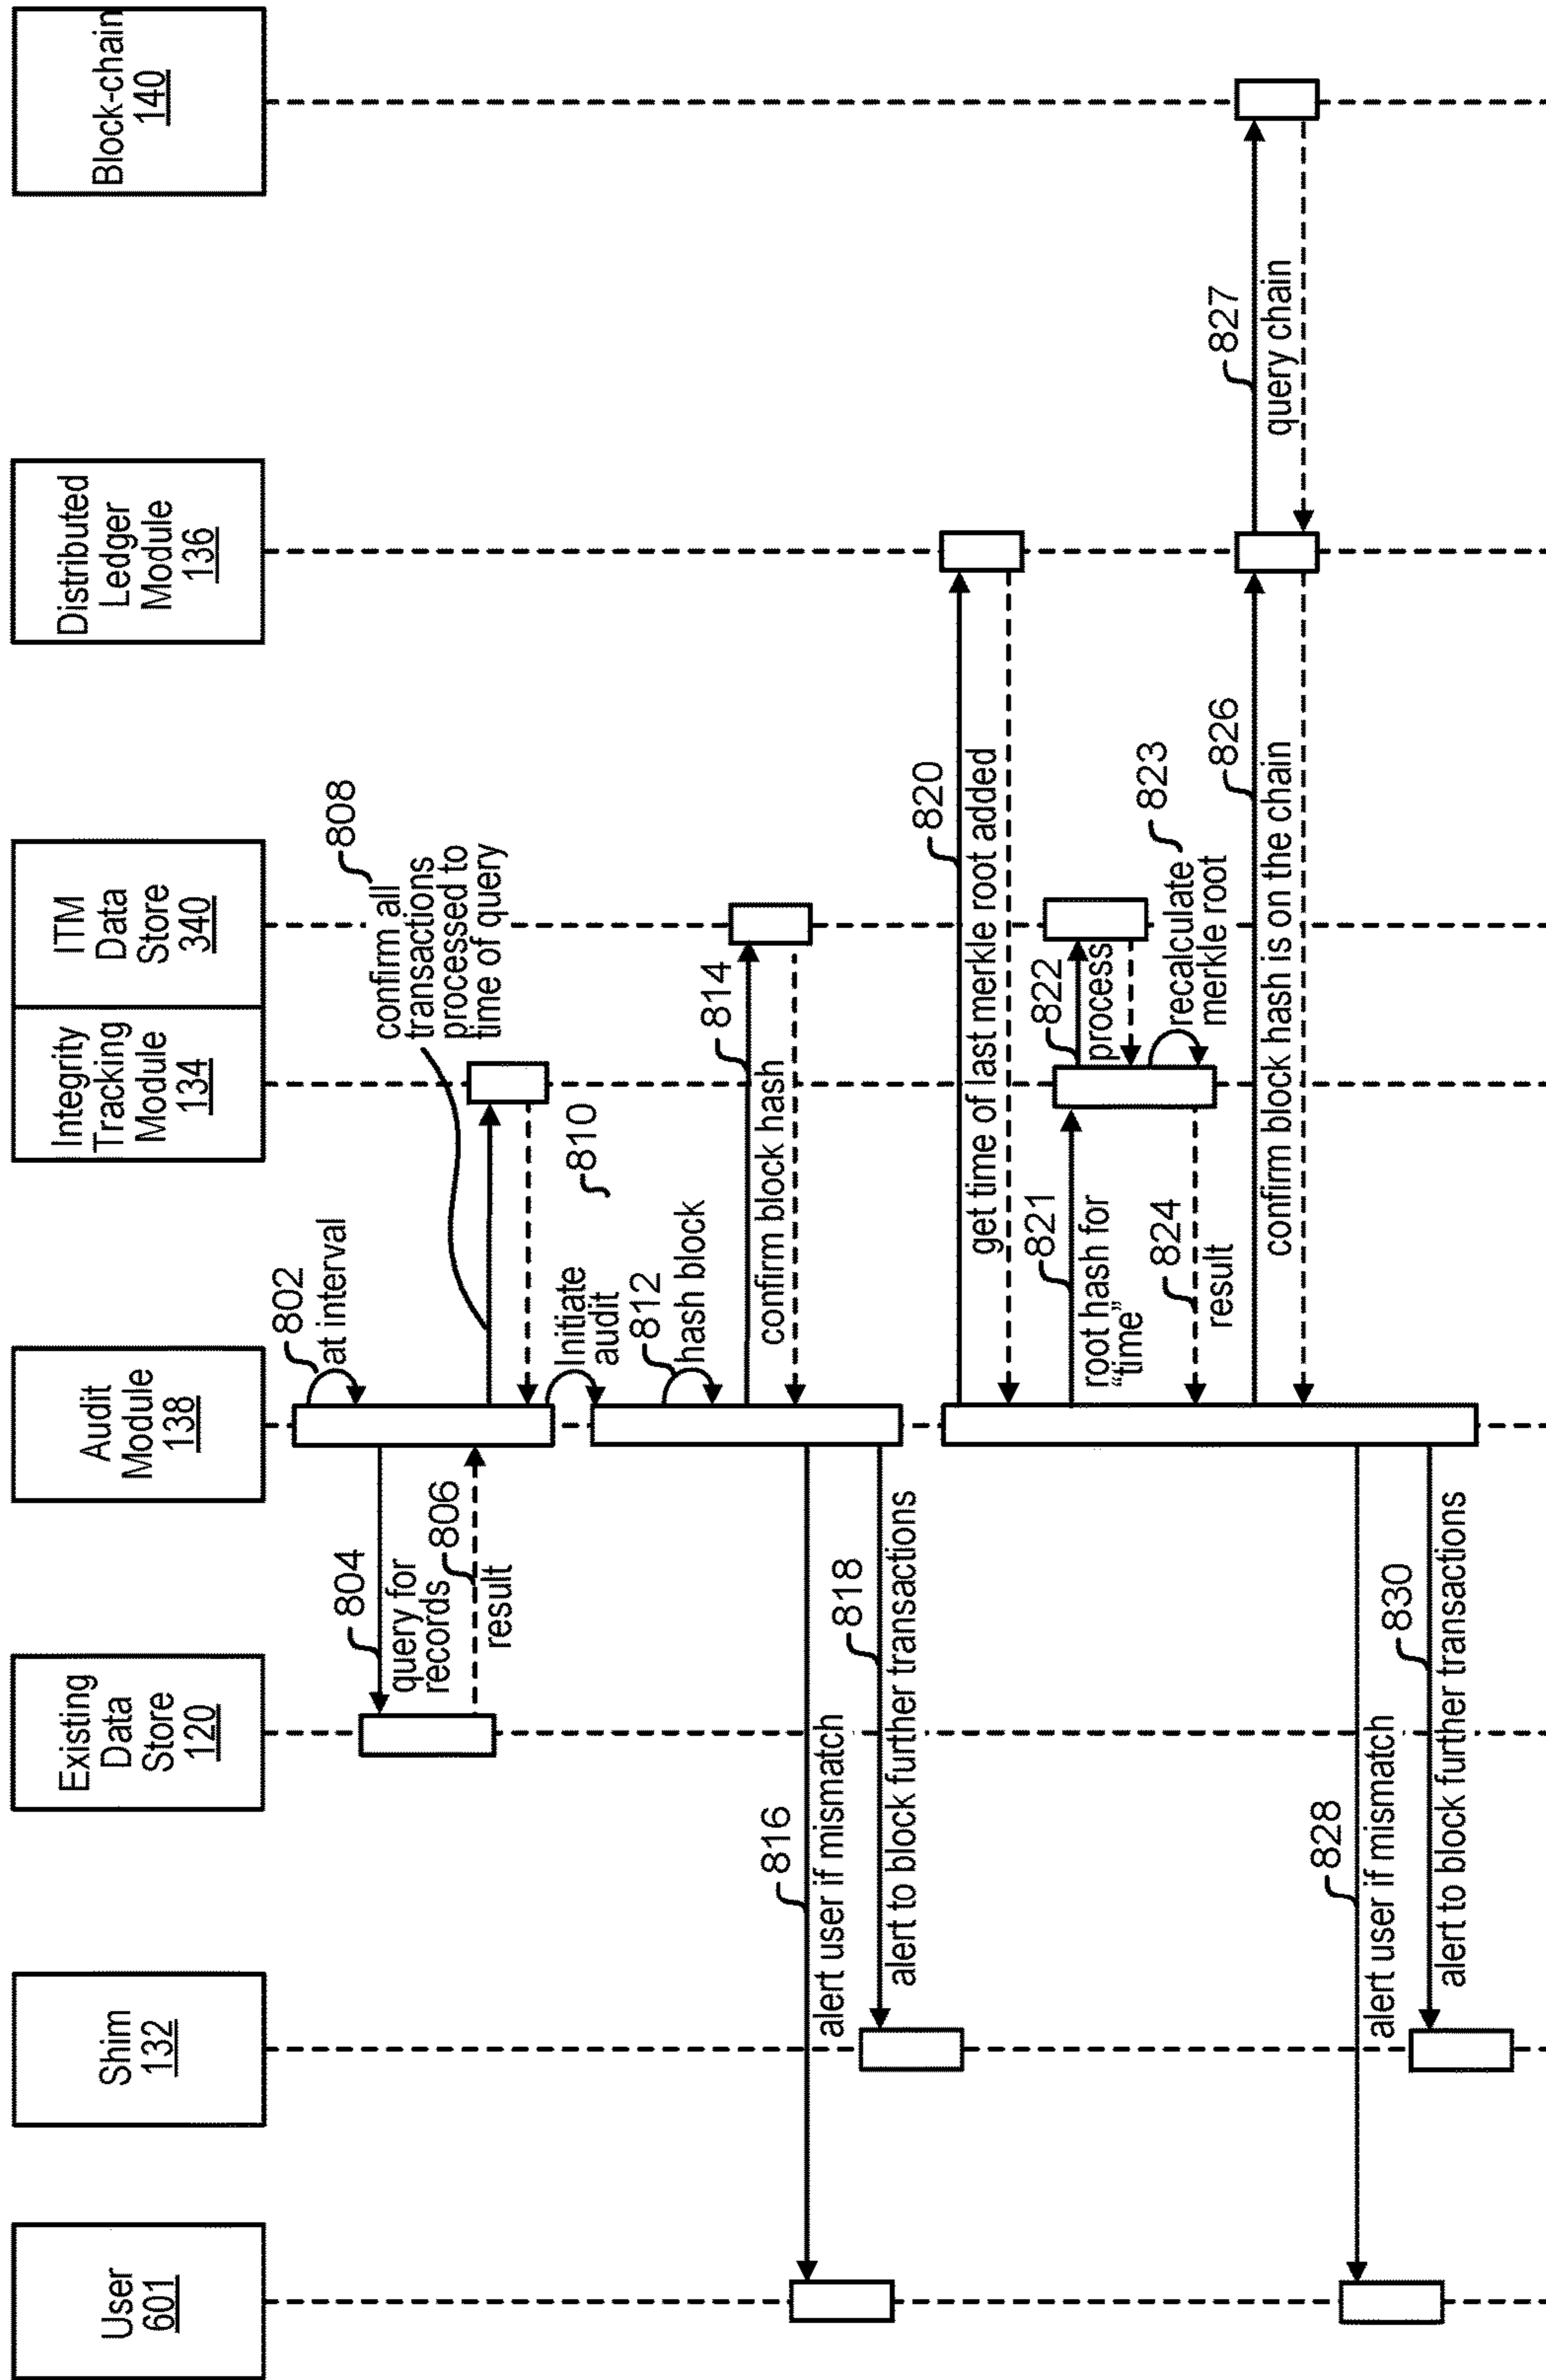 User
601
Shim
132
Existing
Data
Store
120
Audit
Module
138
Integrity
Tracking
Module
134
ITM
Data
Store
340
Distributed
Ledger
Module
136
Block-chain
140
802
at interval
804
query for
records
806
result
808
confirm all
transactions
processed to
time of query
810
Initiate
audit
812
hash block
814
confirm block hash
816
alert user if mismatch
818
alert to block further transactions
820
get time of last merkle root added
821
root hash for
“time”
822
process
823
recalculate
merkle root
824
result
826
confirm block hash is on the chain
827
query chain
828
alert user if mismatch
830
alert to block further transactions